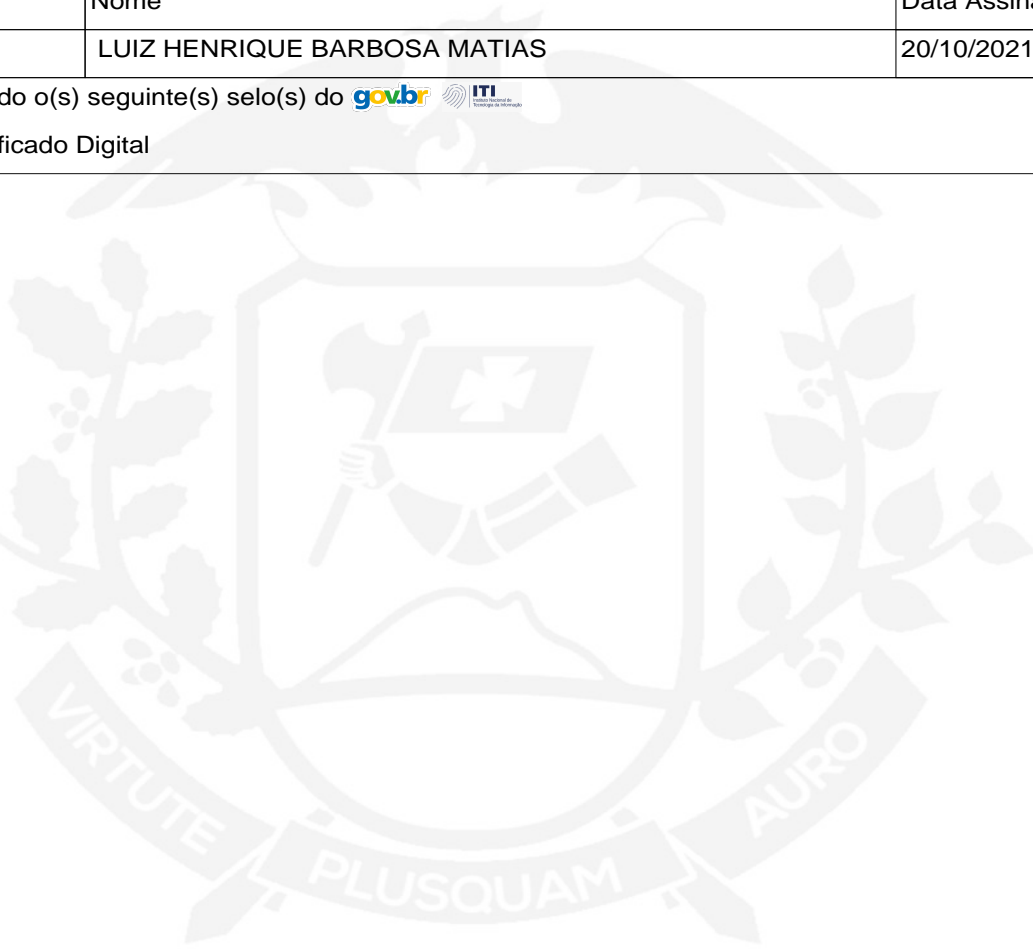 Nome Data Assina
LUIZ HENRIQUE BARBOSA MATIAS 20/10/2021
do o(s) seguinte(s) selo(s) do gov.br ITI
ficado Digital
VIRTUTE PLUSQUAM AURO